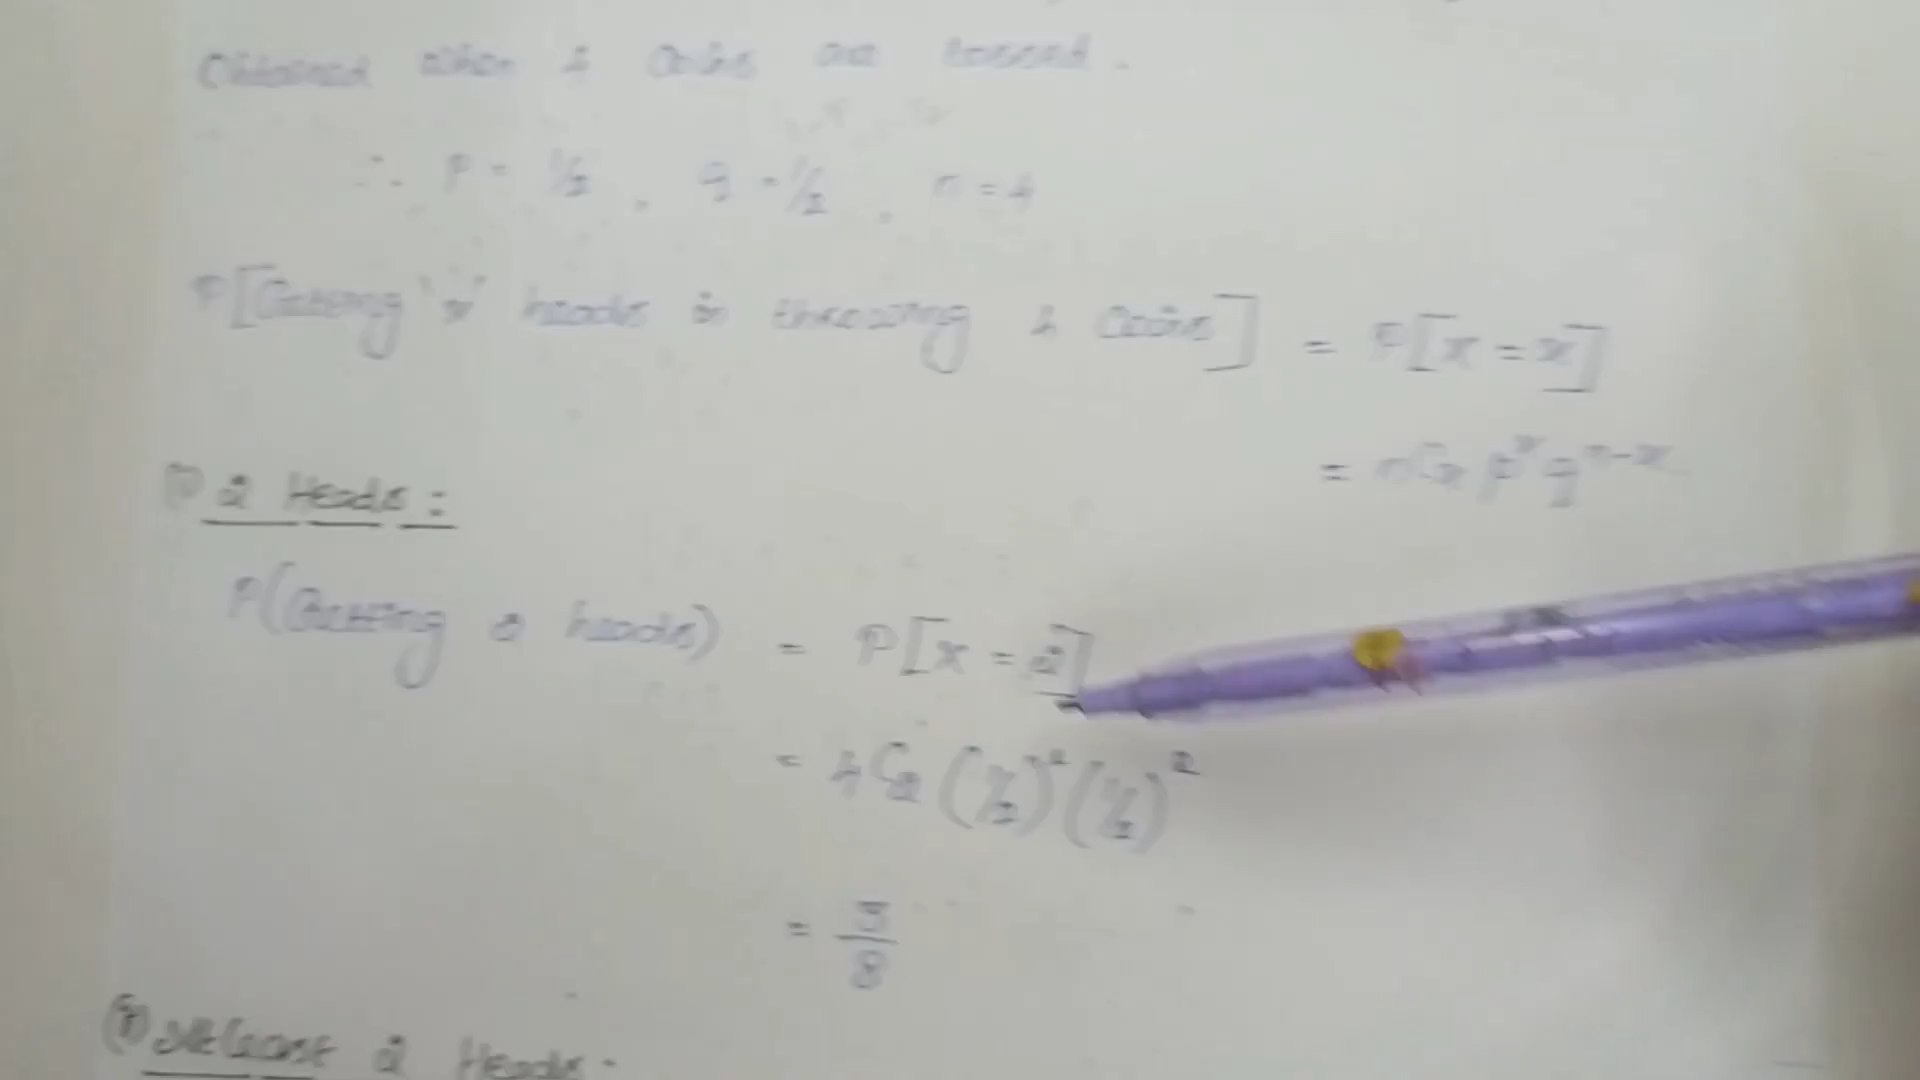 Obtained when 4 Coins are tossed.
∴ P = 1/2, q = 1/2, n = 4
P[Getting 'x' heads in throwing 4 Coins] = P[X = x]
= nCx p^x q^n-x
i) 2 Heads:
P(Getting 2 heads) = P[X = 2]
= 4C2 (1/2)^2 (1/2)^2
= 3/8
ii) Atleast 2 Heads: